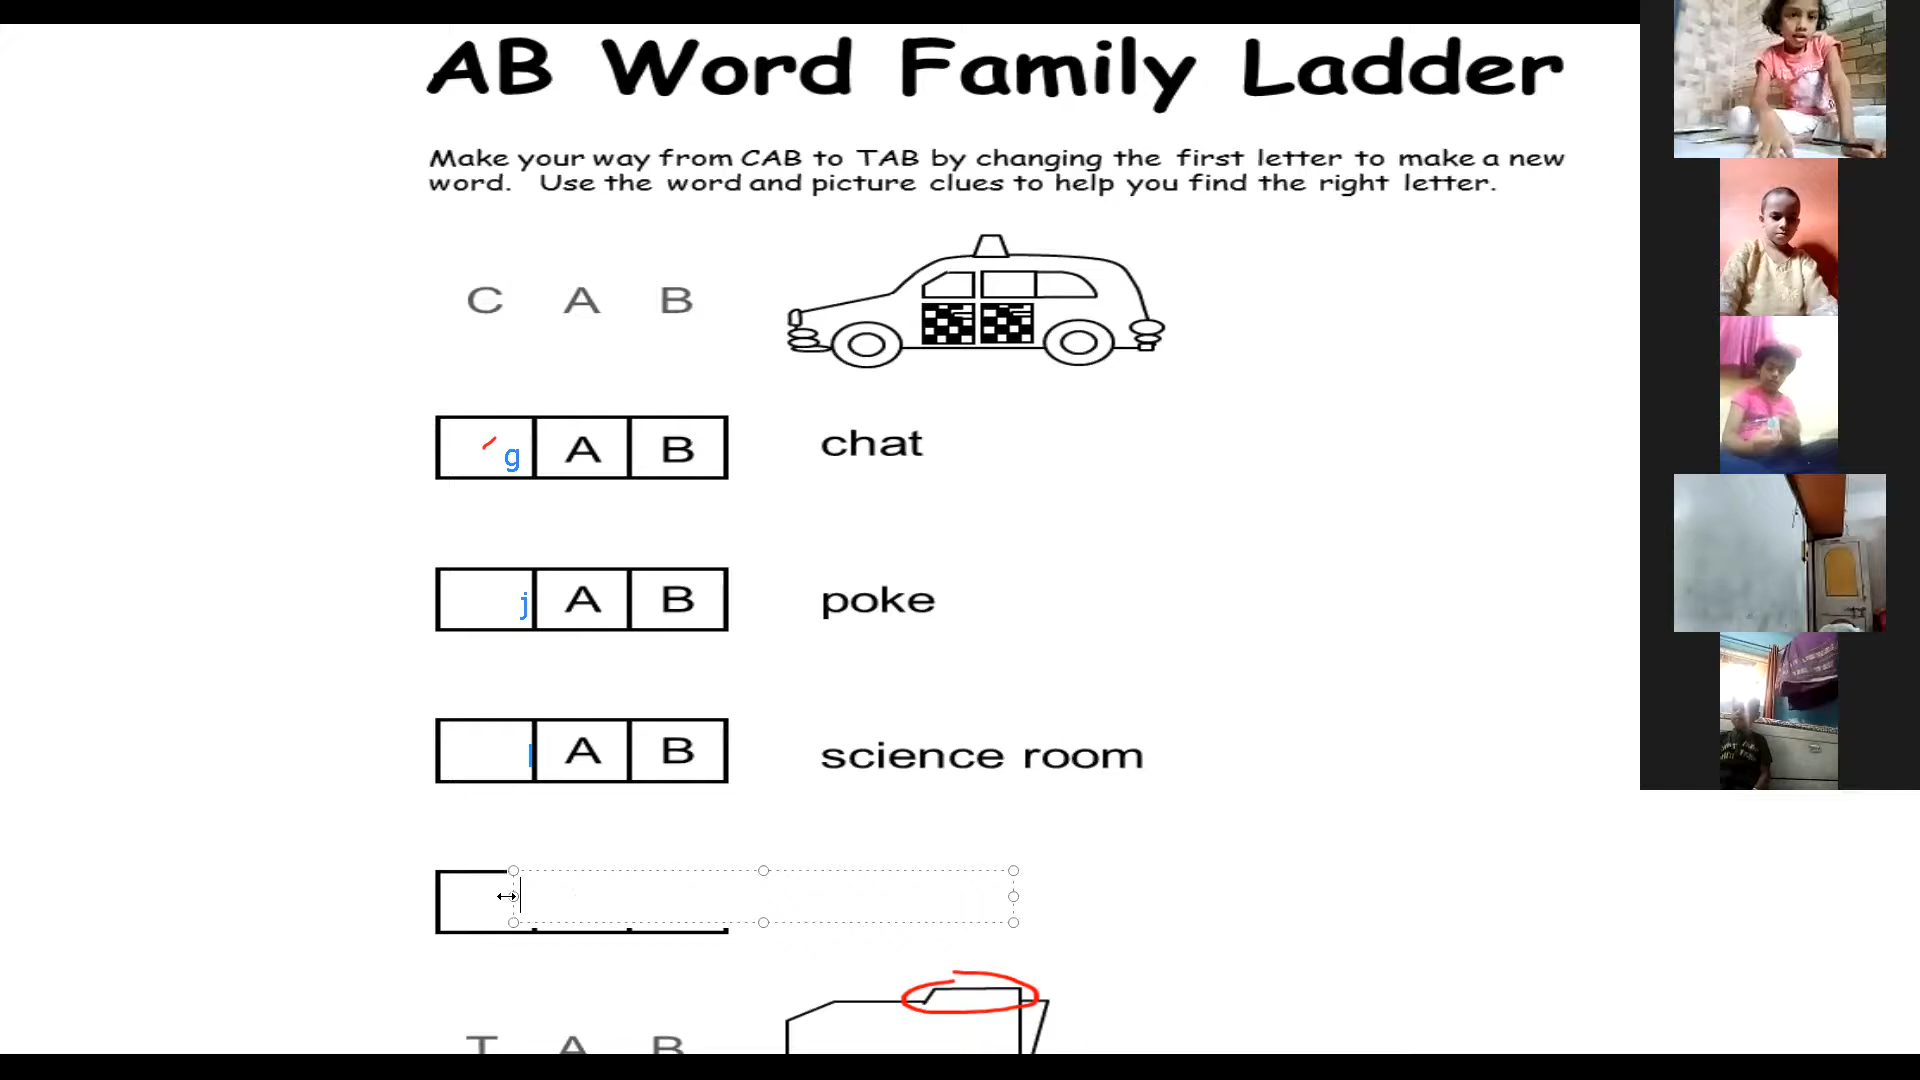 AB Word Family Ladder
Make your way from CAB to TAB by changing the first letter to make a new
word. Use the word and picture clues to help you find the right letter.
C A B
g A B chat
j A B poke
l A B science room
T A B